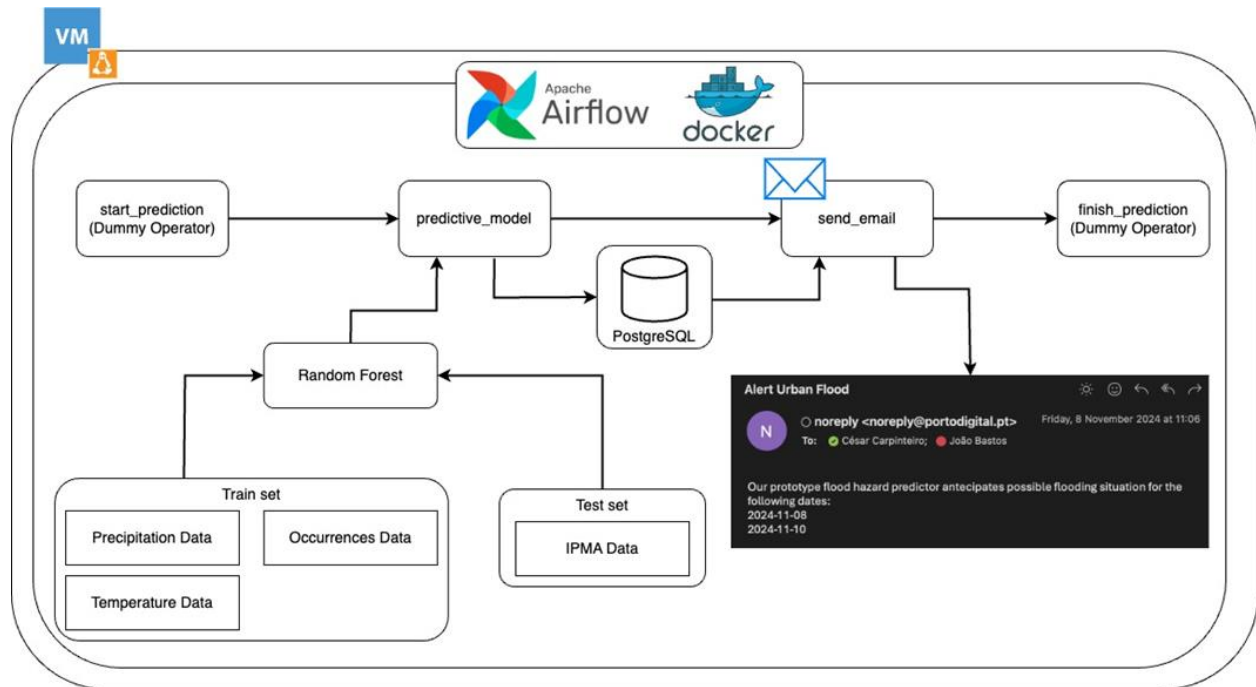 VM
Apache
Airflow
docker
start_prediction
(Dummy Operator)
predictive_model
send_email
finish_prediction
(Dummy Operator)
PostgreSQL
Random Forest
Train set
Precipitation Data
Occurrences Data
Temperature Data
Test set
IPMA Data
Alert Urban Flood
N
noreply <noreply@portodigital.pt>
Friday, 8 November 2024 at 11:06
To: César Carpinteiro; João Bastos
Our prototype flood hazard predictor antecipates possible flooding situation for the
following dates:
2024-11-08
2024-11-10